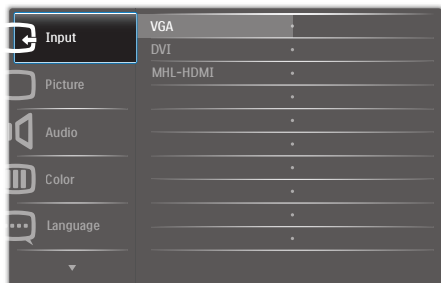 Input
Picture
Audio
Color
Language
VGA
DVI
MHL-HDMI